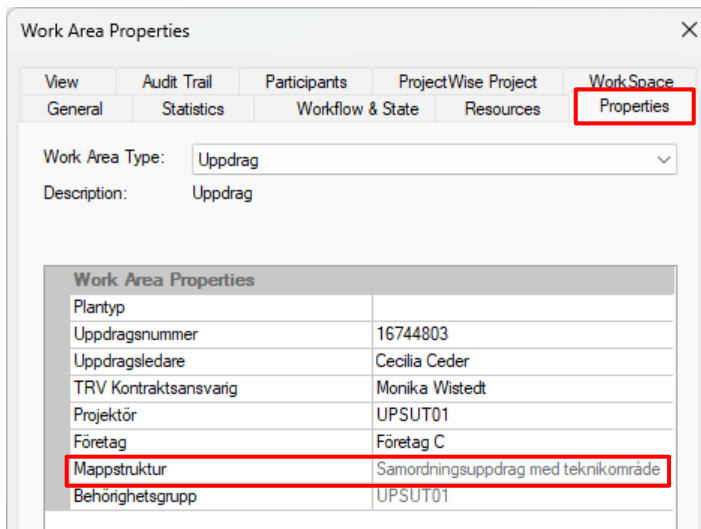 Work Area Properties
View Audit Trail Participants ProjectWise Project WorkSpace
General Statistics Workflow & State Resources Properties
Work Area Type: Uppdrag
Description: Uppdrag
Work Area Properties
Plantyp
Uppdragsnummer 16744803
Uppdragsledare Cecilia Ceder
TRV Kontraktsansvarig Monika Wistedt
Projektör UPSUT01
Företag Företag C
Mappstruktur Samordningsuppdrag med teknikområde
Behörighetsgrupp UPSUT01